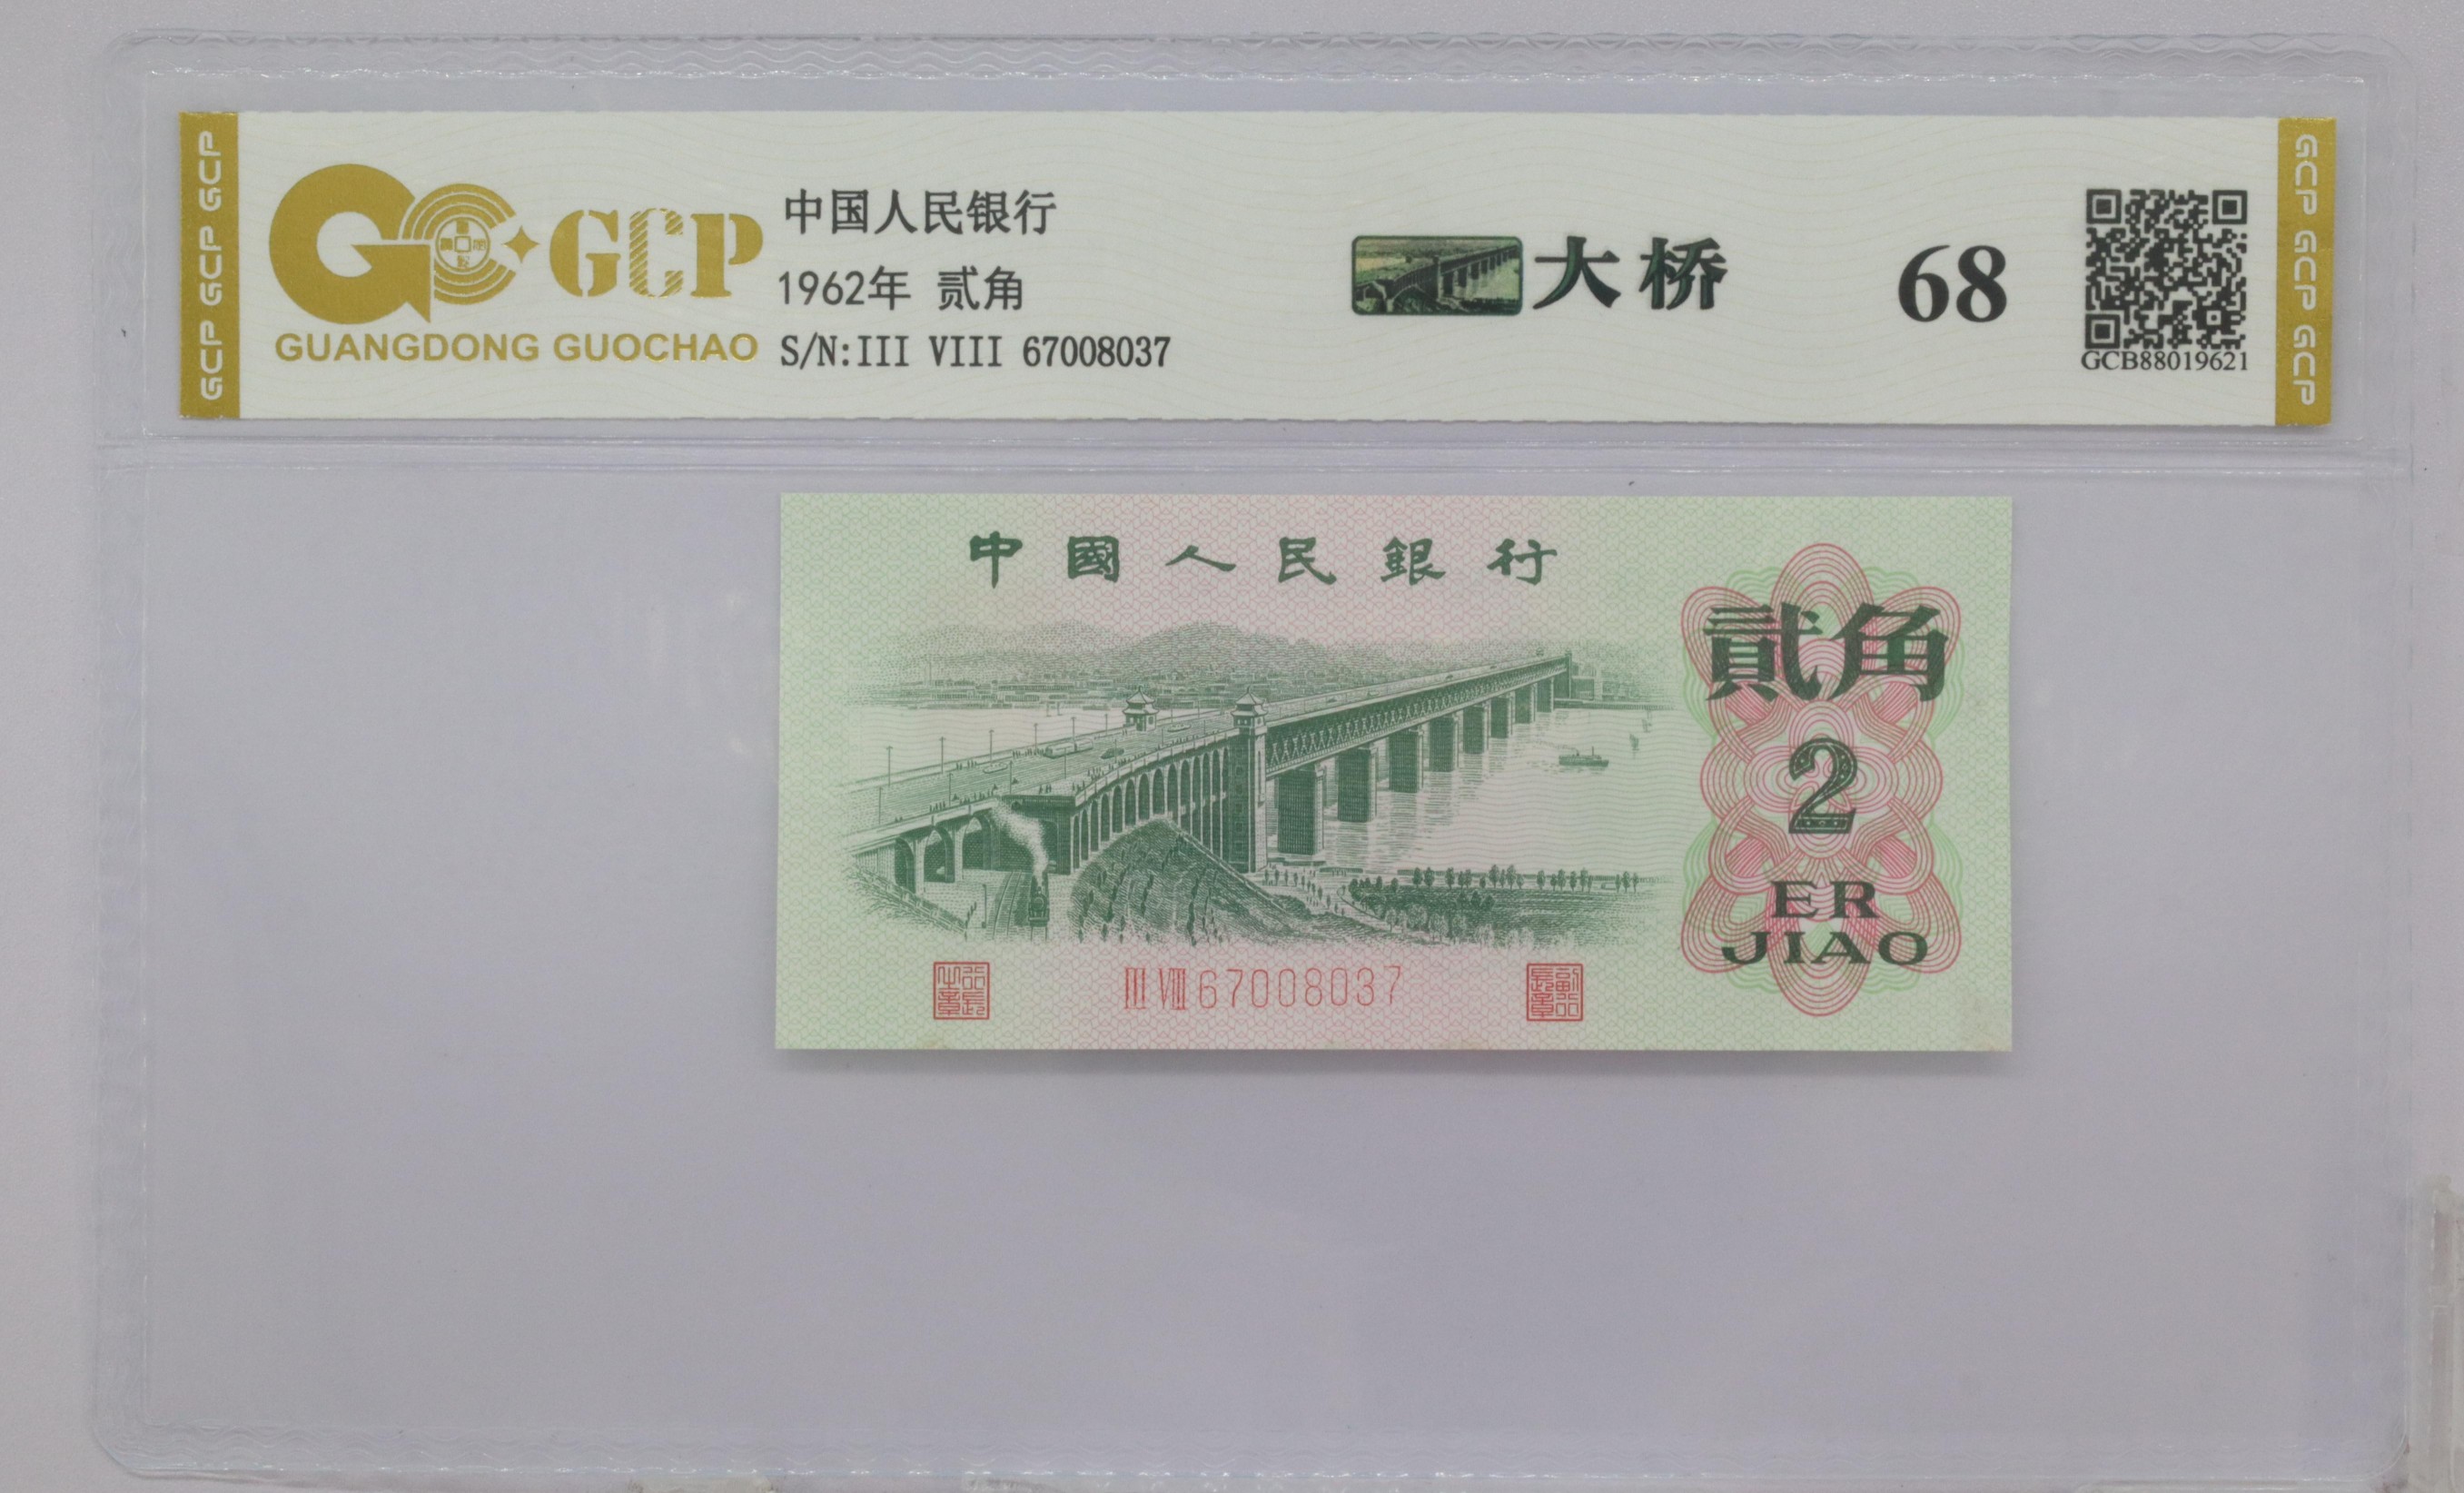 GCP GCP GCP
GCP
GUANGDONG GUOCHAO
中国人民银行
1962年 贰角
S/N:III VIII 67008037
大桥
68
GCB88019621
GCP GCP GCP
中國人民銀行
貳角
2
ER
JIAO
III VIII 67008037